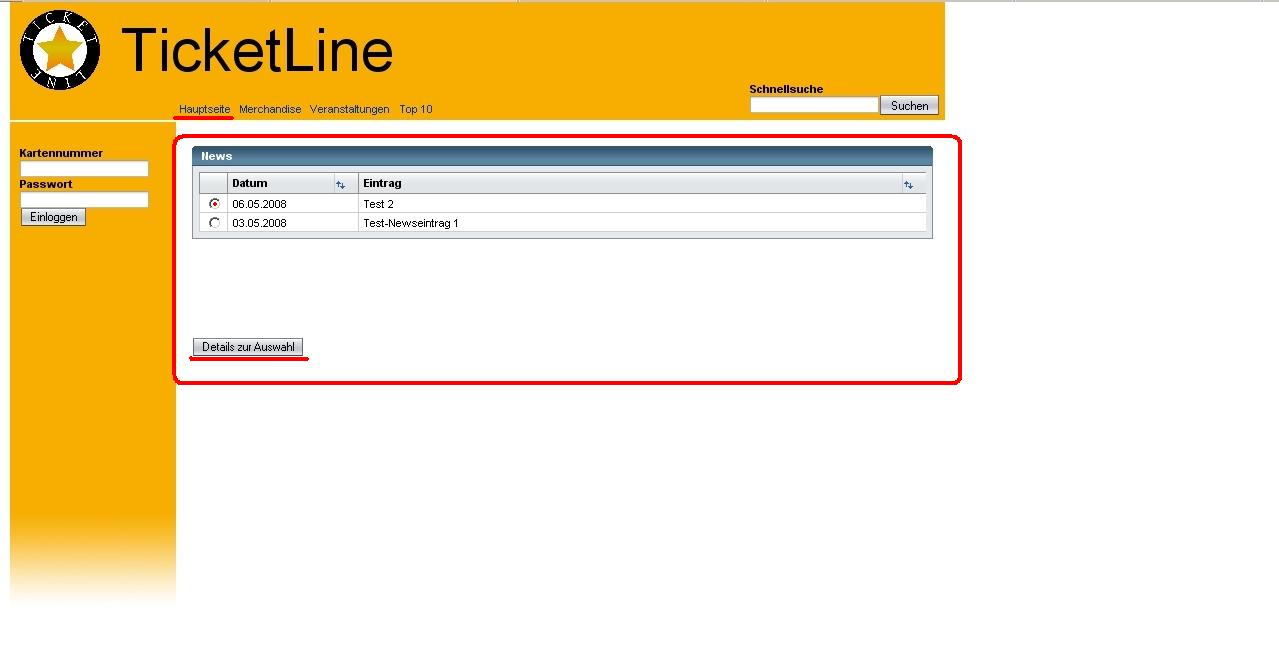 TICKET LINE
TicketLine
Hauptseite Merchandise Veranstaltungen Top 10
Schnellsuche
Suchen
Kartennummer
Passwort
Einloggen
News
Datum Eintrag
06.05.2008 Test 2
03.05.2008 Test-Newseintrag 1
Details zur Auswahl